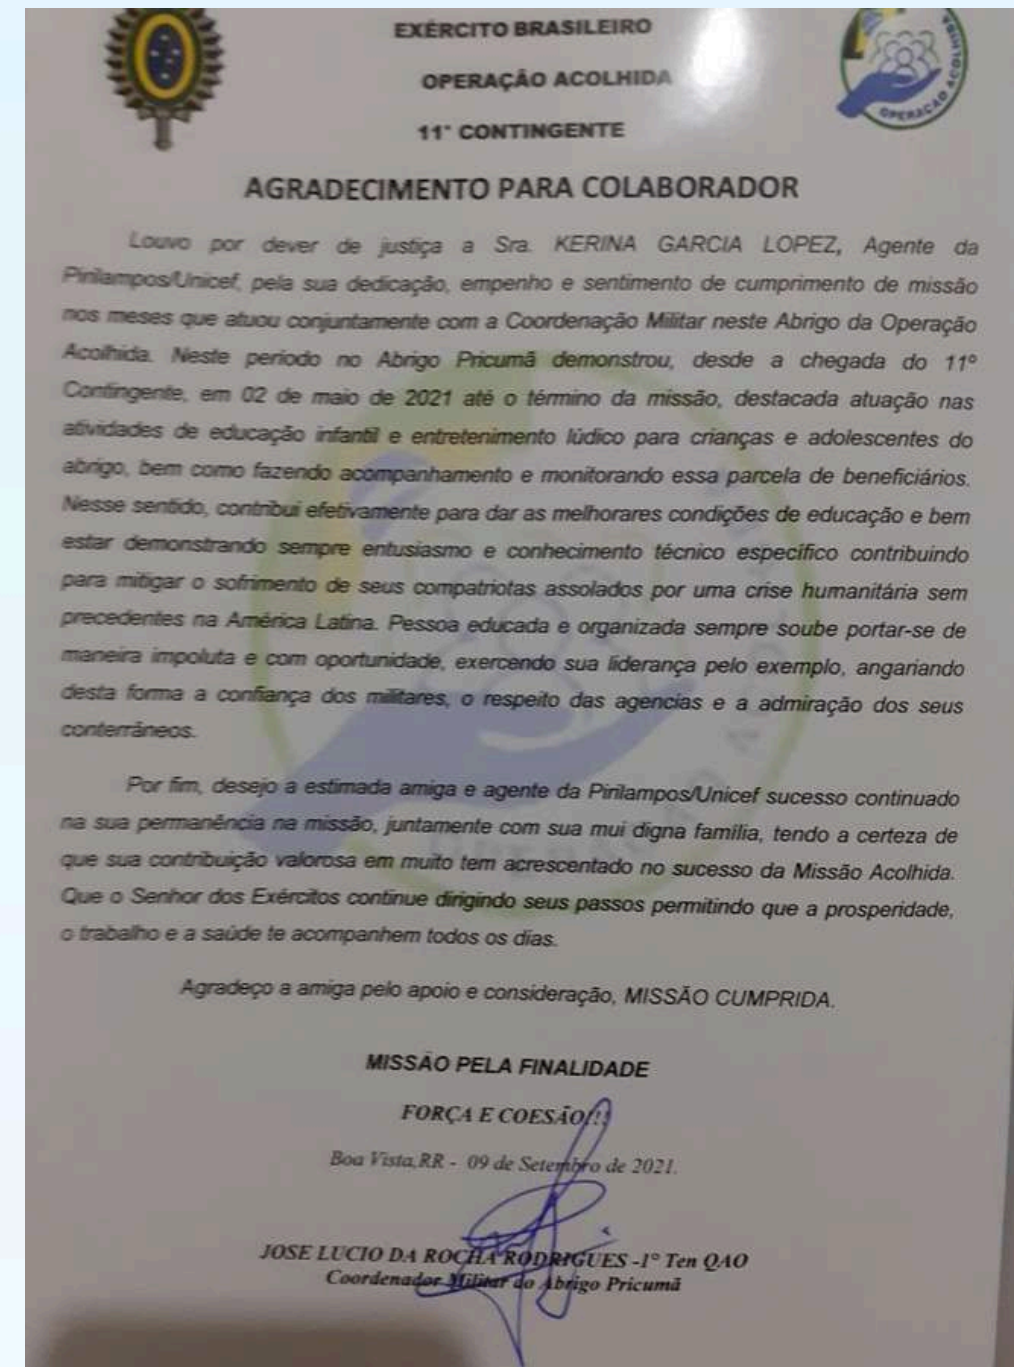 EXÉRCITO BRASILEIRO
OPERAÇÃO ACOLHIDA
OPERAÇÃO ACOLHIDA
11° CONTINGENTE
AGRADECIMENTO PARA COLABORADOR
Louvo por dever de justiça a Sra. KERINA GARCIA LOPEZ, Agente da
Pirilampos/Unicef, pela sua dedicação, empenho e sentimento de cumprimento de missão
nos meses que atuou conjuntamente com a Coordenação Militar neste Abrigo da Operação
Acolhida. Neste período no Abrigo Pricumã demonstrou, desde a chegada do 11º
Contingente, em 02 de maio de 2021 até o término da missão, destacada atuação nas
atividades de educação infantil e entretenimento lúdico para crianças e adolescentes do
abrigo, bem como fazendo acompanhamento e monitorando essa parcela de beneficiários.
Nesse sentido, contribui efetivamente para dar as melhorares condições de educação e bem
estar demonstrando sempre entusiasmo e conhecimento técnico específico contribuindo
para mitigar o sofrimento de seus compatriotas assolados por uma crise humanitária sem
precedentes na América Latina. Pessoa educada e organizada sempre soube portar-se de
maneira impoluta e com oportunidade, exercendo sua liderança pelo exemplo, angariando
desta forma a confiança dos militares, o respeito das agencias e a admiração dos seus
conterrâneos.
Por fim, desejo a estimada amiga e agente da Pirilampos/Unicef sucesso continuado
na sua permanência na missão, juntamente com sua mui digna família, tendo a certeza de
que sua contribuição valorosa em muito tem acrescentado no sucesso da Missão Acolhida.
Que o Senhor dos Exércitos continue dirigindo seus passos permitindo que a prosperidade,
o trabalho e a saúde te acompanhem todos os dias.
Agradeço a amiga pelo apoio e consideração, MISSÃO CUMPRIDA.
MISSÃO PELA FINALIDADE
FORÇA E COESÃO!!!
Boa Vista,RR - 09 de Setembro de 2021.
JOSE LUCIO DA ROCHA RODRIGUES -1° Ten QAO
Coordenador Militar do Abrigo Pricumã